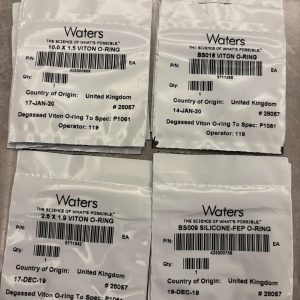 Waters
THE SCIENCE OF WHAT'S POSSIBLE.®
10.0 X 1.5 VITON O-RING
P/N: EA
Qty:
1
Country of Origin: United Kingdom
17-JAN-20 # 28057
Degassed Viton O-ring To Spec: P1061
Operator: 119
Waters
THE SCIENCE OF WHAT'S POSSIBLE.®
BS016 VITON O-RING
P/N: EA
Qty:
1
Country of Origin: United Kingdom
14-JAN-20 # 28057
Degassed Viton O-ring To Spec: P1061
Waters
THE SCIENCE OF WHAT'S POSSIBLE.®
2.6 X 1.9 VITON O-RING
P/N: EA
Qty:
1
Country of Origin: United Kingdom
17-DEC-19 # 28057
Degassed Viton O-ring To Spec: P1061
Waters
THE SCIENCE OF WHAT'S POSSIBLE.®
BS009 SILICONE-FEP O-RING
P/N: EA
Qty:
1
Country of Origin: United Kingdom
19-DEC-19 # 28057